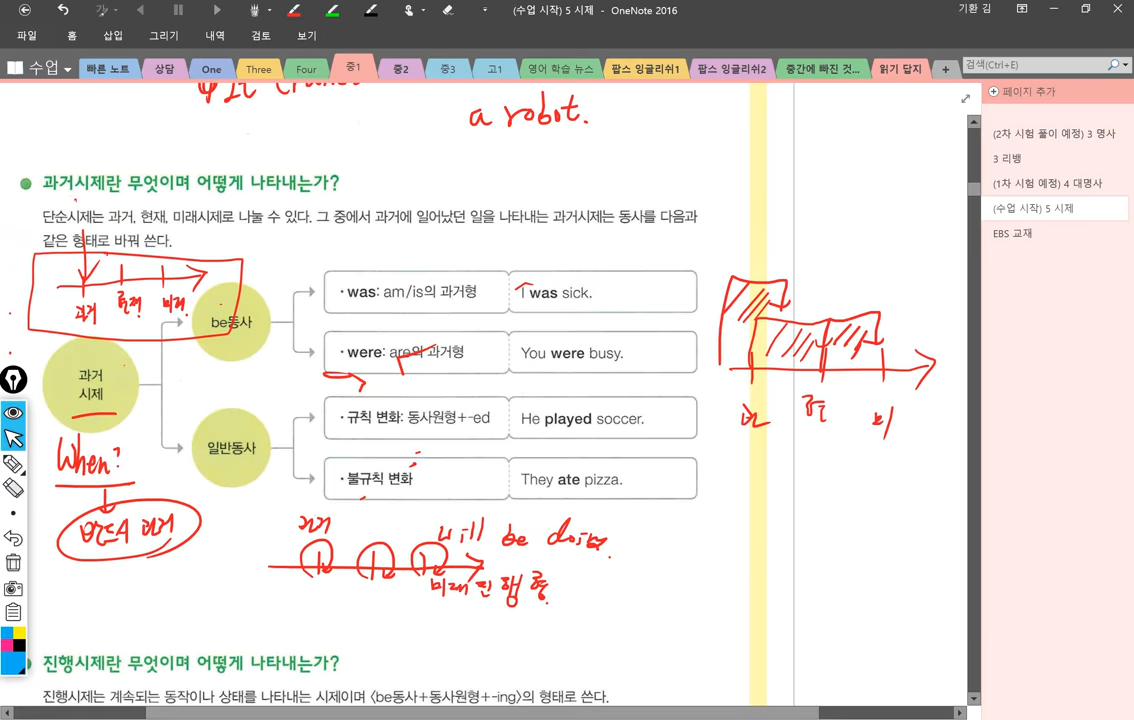 (수업 시작) 5 시제 - OneNote 2016
기환 김
파일 홈 삽입 그리기 내역 검토 보기
수업 빠른 노트 상담 One Three Four 중1 중2 중3 고1 영어 학습 뉴스 팝스 잉글리쉬1 팝스 잉글리쉬2 중간에 빠진 것... 읽기 답지 +
검색(Ctrl+E)
페이지 추가
(2차 시험 풀이 예정) 3 명사
3 리뱅
(1차 시험 예정) 4 대명사
(수업 시작) 5 시제
EBS 교재
a robot.
과거시제란 무엇이며 어떻게 나타내는가?
단순시제는 과거, 현재, 미래시제로 나눌 수 있다. 그 중에서 과거에 일어났던 일을 나타내는 과거시제는 동사를 다음과
같은 형태로 바꿔 쓴다.
과거 현재 미래
be동사
· was: am/is의 과거형
I was sick.
· were: are의 과거형
You were busy.
과거
시제
일반동사
· 규칙 변화: 동사원형+-ed
He played soccer.
· 불규칙 변화
They ate pizza.
When?
반드시 과거
과거
will be doing
미래 진행 중
진행시제란 무엇이며 어떻게 나타내는가?
진행시제는 계속되는 동작이나 상태를 나타내는 시제이며 〈be동사+동사원형+-ing〉의 형태로 쓴다.